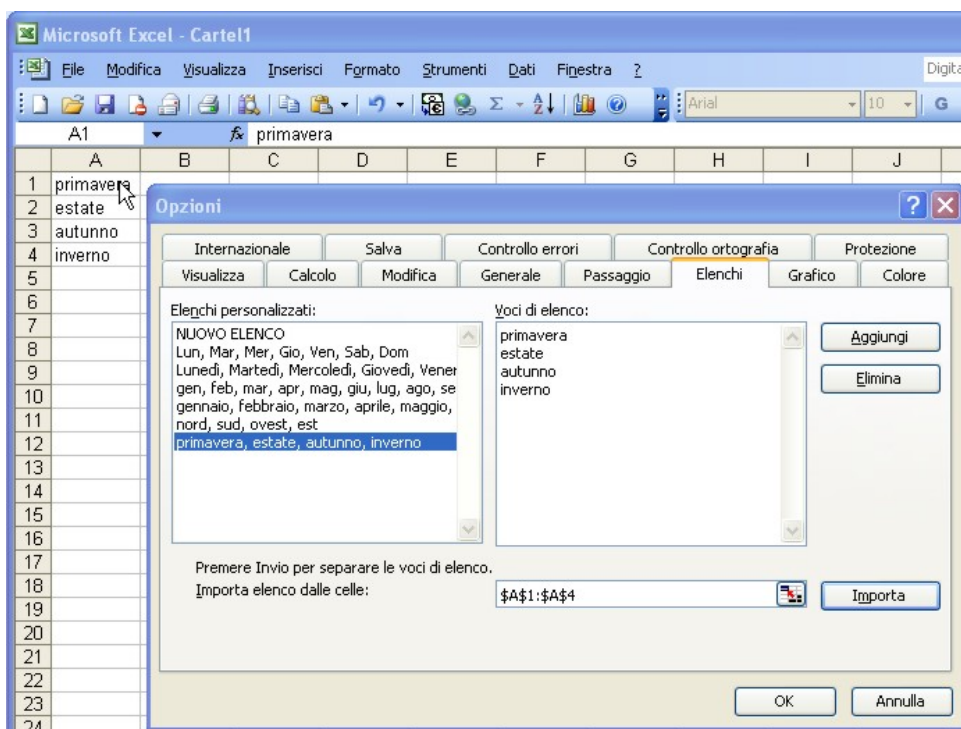 Microsoft Excel - Cartel1
File Modifica Visualizza Inserisci Formato Strumenti Dati Finestra ?
Arial 10 G
A1 fx primavera
A B C D E F G H I J
1 primavera
2 estate
3 autunno
4 inverno
5
6
7
8
9
10
11
12
13
14
15
16
17
18
19
20
21
22
23
24
Opzioni
Internazionale Salva Controllo errori Controllo ortografia Protezione
Visualizza Calcolo Modifica Generale Passaggio Elenchi Grafico Colore
Elenchi personalizzati:
NUOVO ELENCO
Lun, Mar, Mer, Gio, Ven, Sab, Dom
Lunedì, Martedì, Mercoledì, Giovedì, Vener
gen, feb, mar, apr, mag, giu, lug, ago, se
gennaio, febbraio, marzo, aprile, maggio,
nord, sud, ovest, est
primavera, estate, autunno, inverno
Voci di elenco:
primavera
estate
autunno
inverno
Aggiungi
Elimina
Premere Invio per separare le voci di elenco.
Importa elenco dalle celle: $A$1:$A$4 Importa
OK Annulla